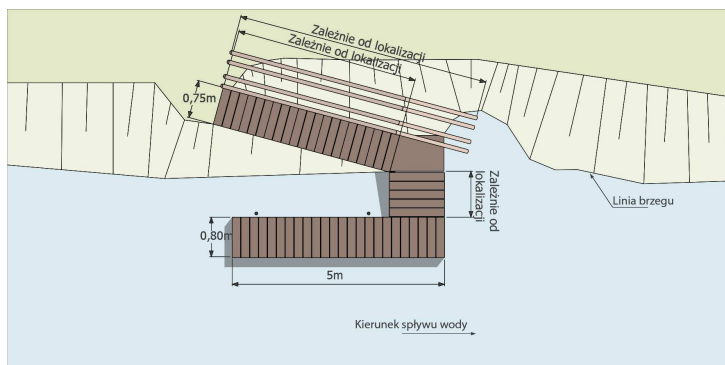 Zależnie od lokalizacji
Zależnie od lokalizacji
0,75m
Zależnie od
lokalizacji
Linia brzegu
0,80m
5m
Kierunek spływu wody